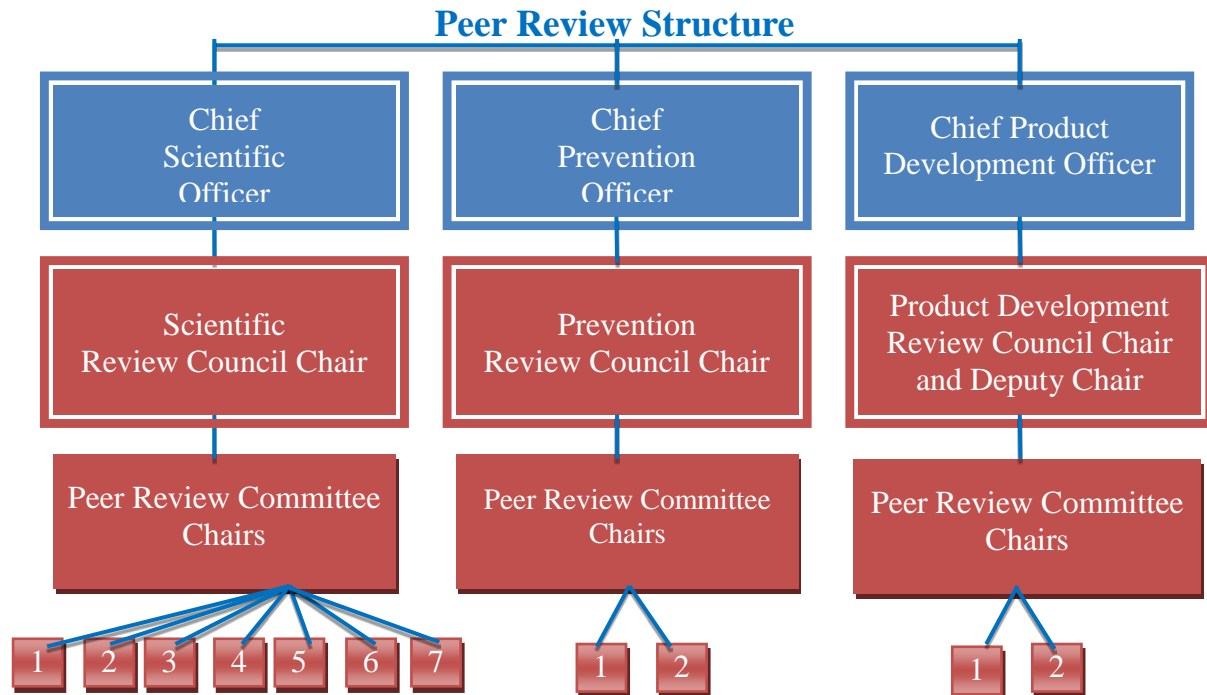 Peer Review Structure
Chief
Scientific
Officer
Chief
Prevention
Officer
Chief Product
Development Officer
Scientific
Review Council Chair
Prevention
Review Council Chair
Product Development
Review Council Chair
and Deputy Chair
Peer Review Committee
Chairs
Peer Review Committee
Chairs
Peer Review Committee
Chairs
1 2 3 4 5 6 7
1 2
1 2